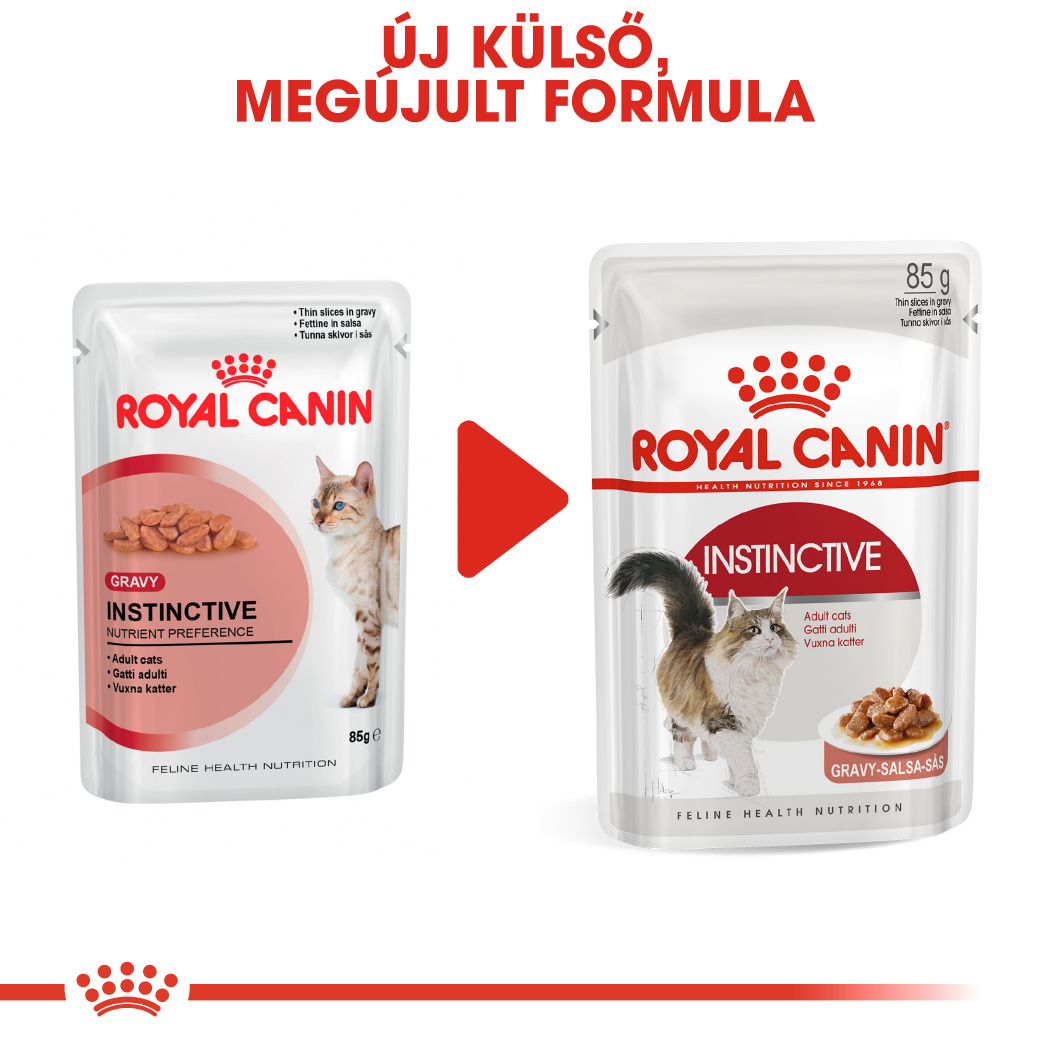 ÚJ KÜLSŐ,
MEGÚJULT FORMULA
• Thin slices in gravy
• Fettine in salsa
• Tunna skivor i sås
ROYAL CANIN
GRAVY
INSTINCTIVE
NUTRIENT PREFERENCE
• Adult cats
• Gatti adulti
• Vuxna katter
85g ℮
FELINE HEALTH NUTRITION
85 g
Thin slices in gravy
Fettine in salsa
Tunna skivor i sås
ROYAL CANIN®
HEALTH NUTRITION SINCE 1968
INSTINCTIVE
Adult cats
Gatti adulti
Vuxna katter
GRAVY-SALSA-SÅS
FELINE HEALTH NUTRITION